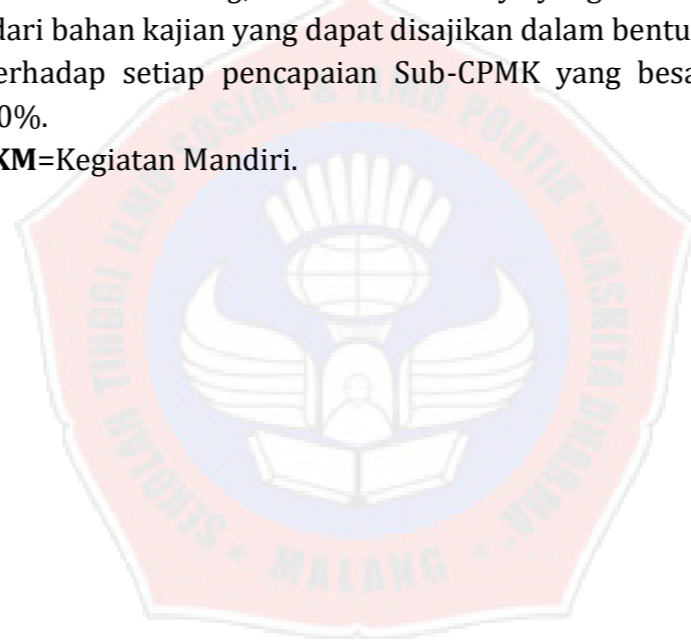 dari bahan kajian yang dapat disajikan dalam bentu
erhadap setiap pencapaian Sub-CPMK yang besa
0%.
KM=Kegiatan Mandiri.
SEKOLAH TINGGI ILMU SOSIAL & ILMU POLITIK "WASKITA DHARMA"
* MALANG *